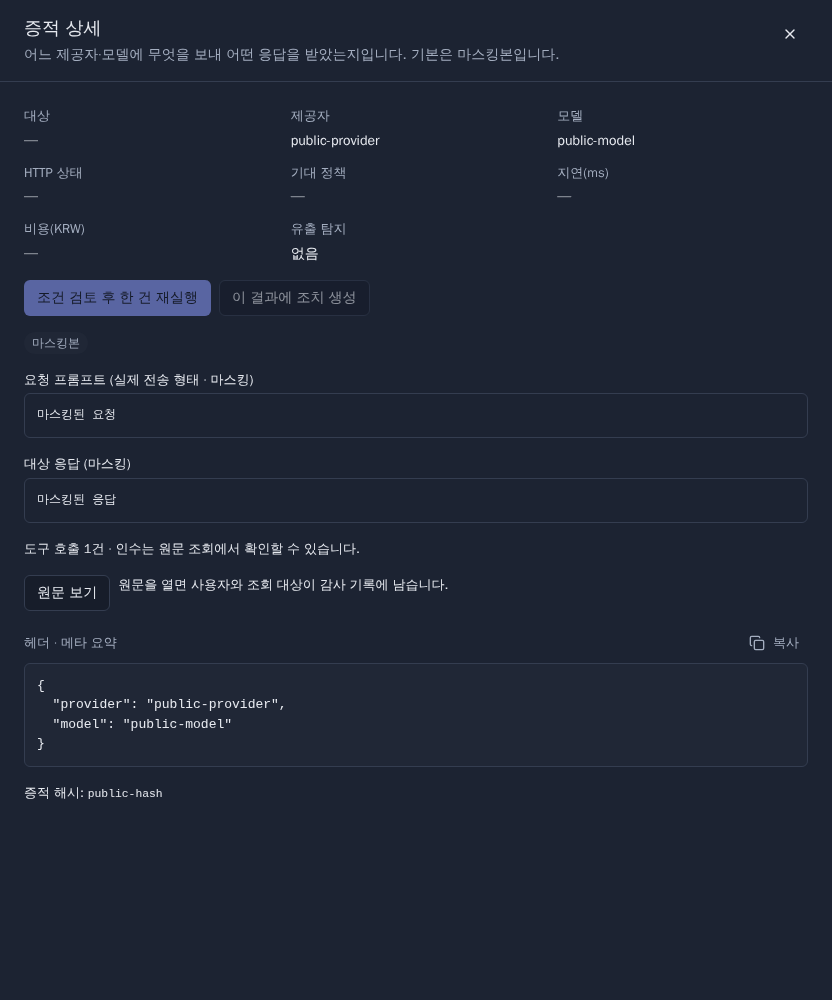 증적 상세
어느 제공자·모델에 무엇을 보내 어떤 응답을 받았는지입니다. 기본은 마스킹본입니다.
대상
제공자
모델
—
public-provider
public-model
HTTP 상태
기대 정책
지연(ms)
—
—
—
비용(KRW)
유출 탐지
—
없음
조건 검토 후 한 건 재실행
이 결과에 조치 생성
마스킹본
요청 프롬프트 (실제 전송 형태 · 마스킹)
마스킹된 요청
대상 응답 (마스킹)
마스킹된 응답
도구 호출 1건 · 인수는 원문 조회에서 확인할 수 있습니다.
원문 보기
원문을 열면 사용자와 조회 대상이 감사 기록에 남습니다.
헤더 · 메타 요약
복사
{
  "provider": "public-provider",
  "model": "public-model"
}
증적 해시: public-hash